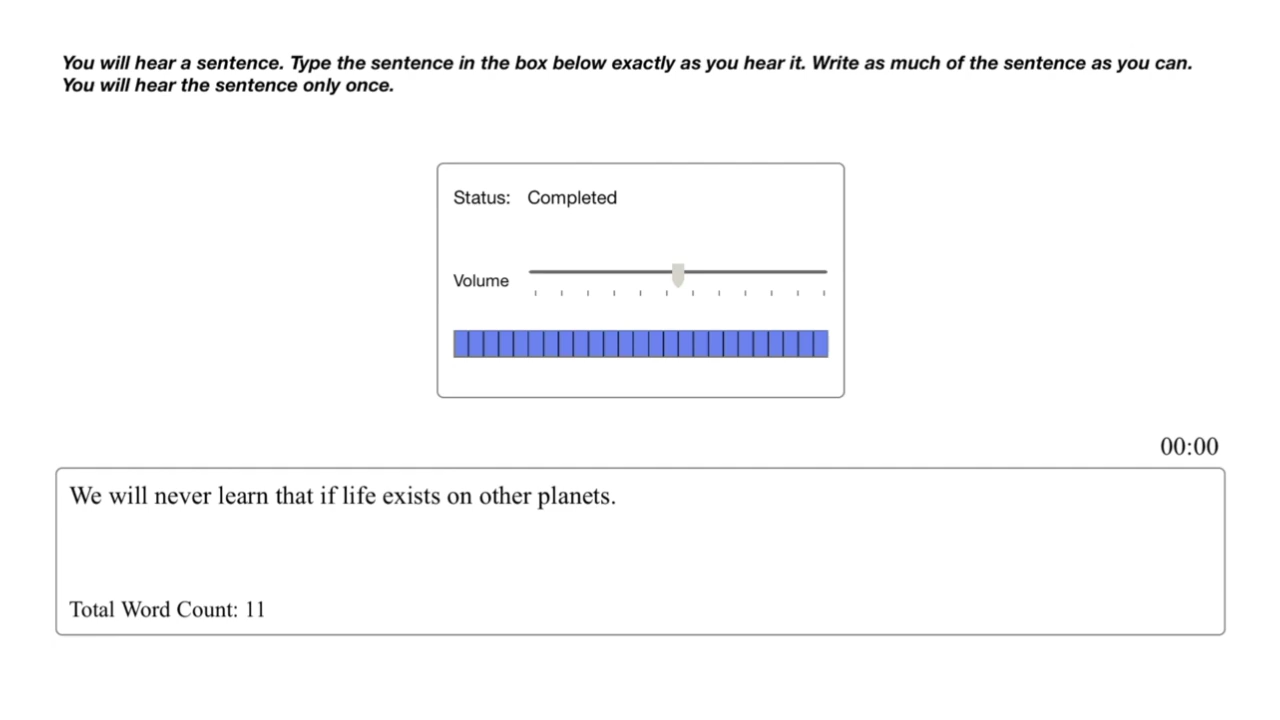 You will hear a sentence. Type the sentence in the box below exactly as you hear it. Write as much of the sentence as you can.
You will hear the sentence only once.
Status: Completed
Volume
00:00
We will never learn that if life exists on other planets.
Total Word Count: 11